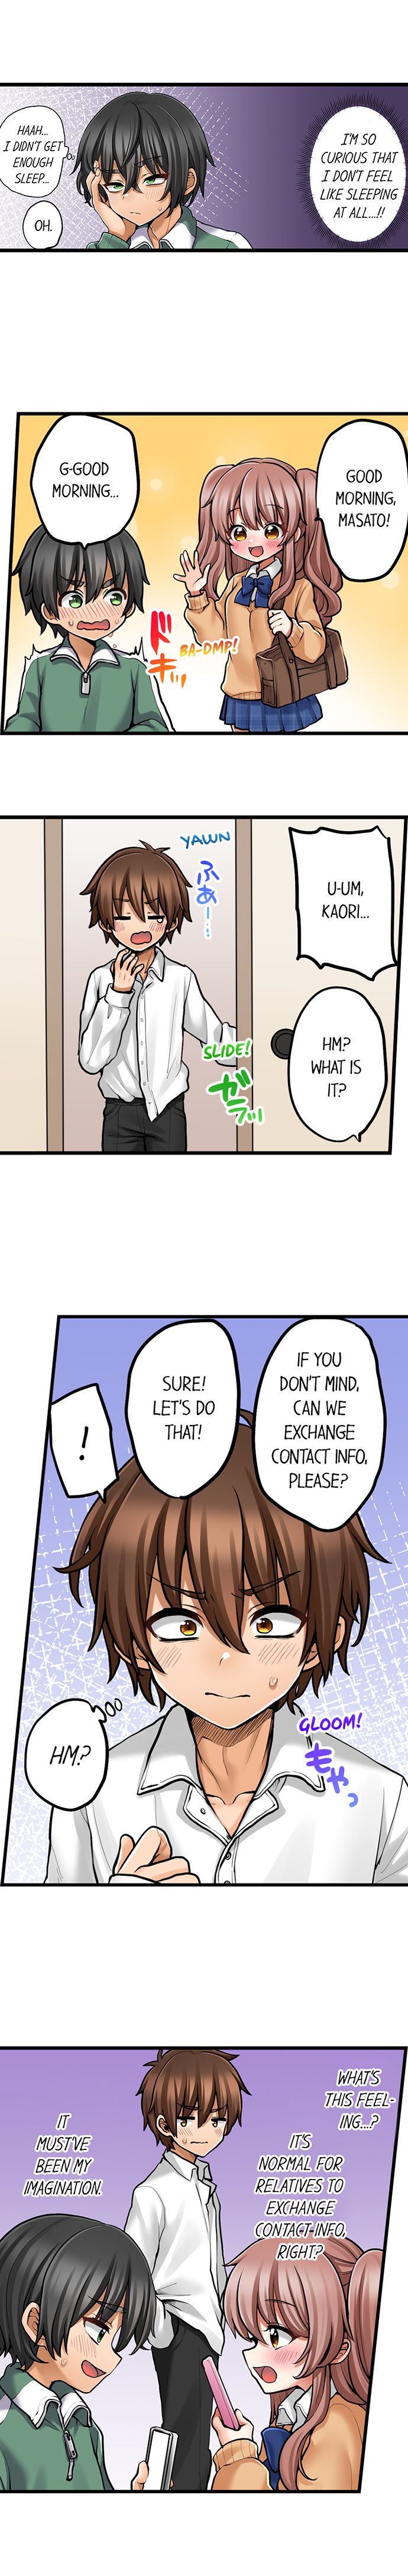 I'M SO
CURIOUS THAT
I DON'T FEEL
LIKE SLEEPING
AT ALL...!!
HAAH...
I DIDN'T GET
ENOUGH
SLEEP...
OH.
GOOD
MORNING,
MASATO!
G-GOOD
MORNING...
BA-DMP!
ドキッ
U-UM,
KAORI...
YAWN
ふあー...
HM?
WHAT IS
IT?
SLIDE!
ガラッ
IF YOU
DON'T MIND,
CAN WE
EXCHANGE
CONTACT INFO,
PLEASE?
SURE!
LET'S DO
THAT!
!
HM?
GLOOM!
もやっ
WHAT'S
THIS FEEL-
ING...?
IT'S
NORMAL FOR
RELATIVES TO
EXCHANGE
CONTACT INFO,
RIGHT?
IT
MUST'VE
BEEN MY
IMAGINATION.